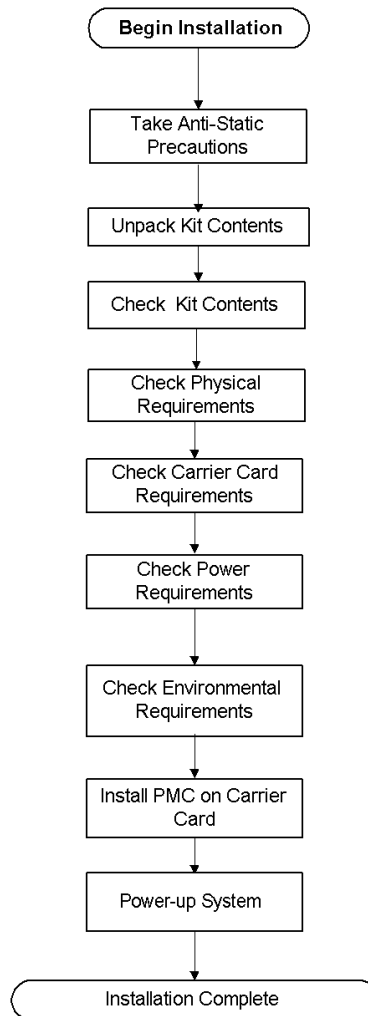 Begin Installation
Take Anti-Static
Precautions
Unpack Kit Contents
Check Kit Contents
Check Physical
Requirements
Check Carrier Card
Requirements
Check Power
Requirements
Check Environmental
Requirements
Install PMC on Carrier
Card
Power-up System
Installation Complete